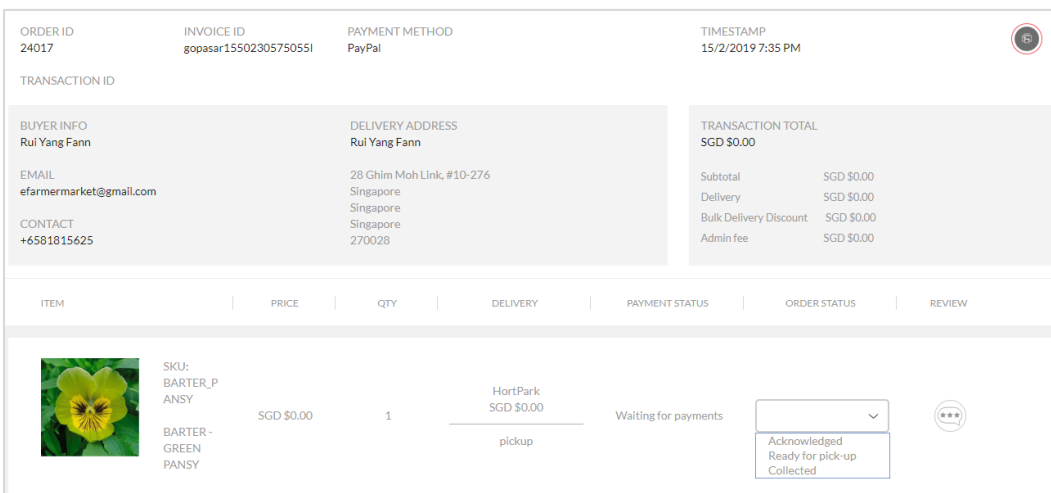 ORDER ID
24017
INVOICE ID
gopasar1550230575055l
PAYMENT METHOD
PayPal
TIMESTAMP
15/2/2019 7:35 PM
TRANSACTION ID
BUYER INFO
Rui Yang Fann
EMAIL
efarmermarket@gmail.com
CONTACT
+6581815625
DELIVERY ADDRESS
Rui Yang Fann
28 Ghim Moh Link, #10-276
Singapore
Singapore
Singapore
270028
TRANSACTION TOTAL
SGD $0.00
Subtotal SGD $0.00
Delivery SGD $0.00
Bulk Delivery Discount SGD $0.00
Admin fee SGD $0.00
ITEM PRICE QTY DELIVERY PAYMENT STATUS ORDER STATUS REVIEW
SKU:
BARTER_P
ANSY
BARTER -
GREEN
PANSY
SGD $0.00
1
HortPark
SGD $0.00
pickup
Waiting for payments
Acknowledged
Ready for pick-up
Collected